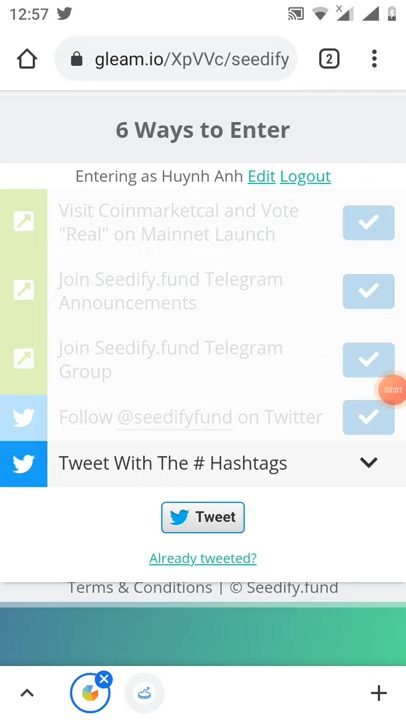 12:57
gleam.io/XpVVc/seedify
2
6 Ways to Enter
Entering as Huynh Anh Edit Logout
Visit Coinmarketcal and Vote
"Real" on Mainnet Launch
Join Seedify.fund Telegram
Announcements
Join Seedify.fund Telegram
Group
02:01
Follow @seedifyfund on Twitter
Tweet With The # Hashtags
Tweet
Already tweeted?
Terms & Conditions | © Seedify.fund